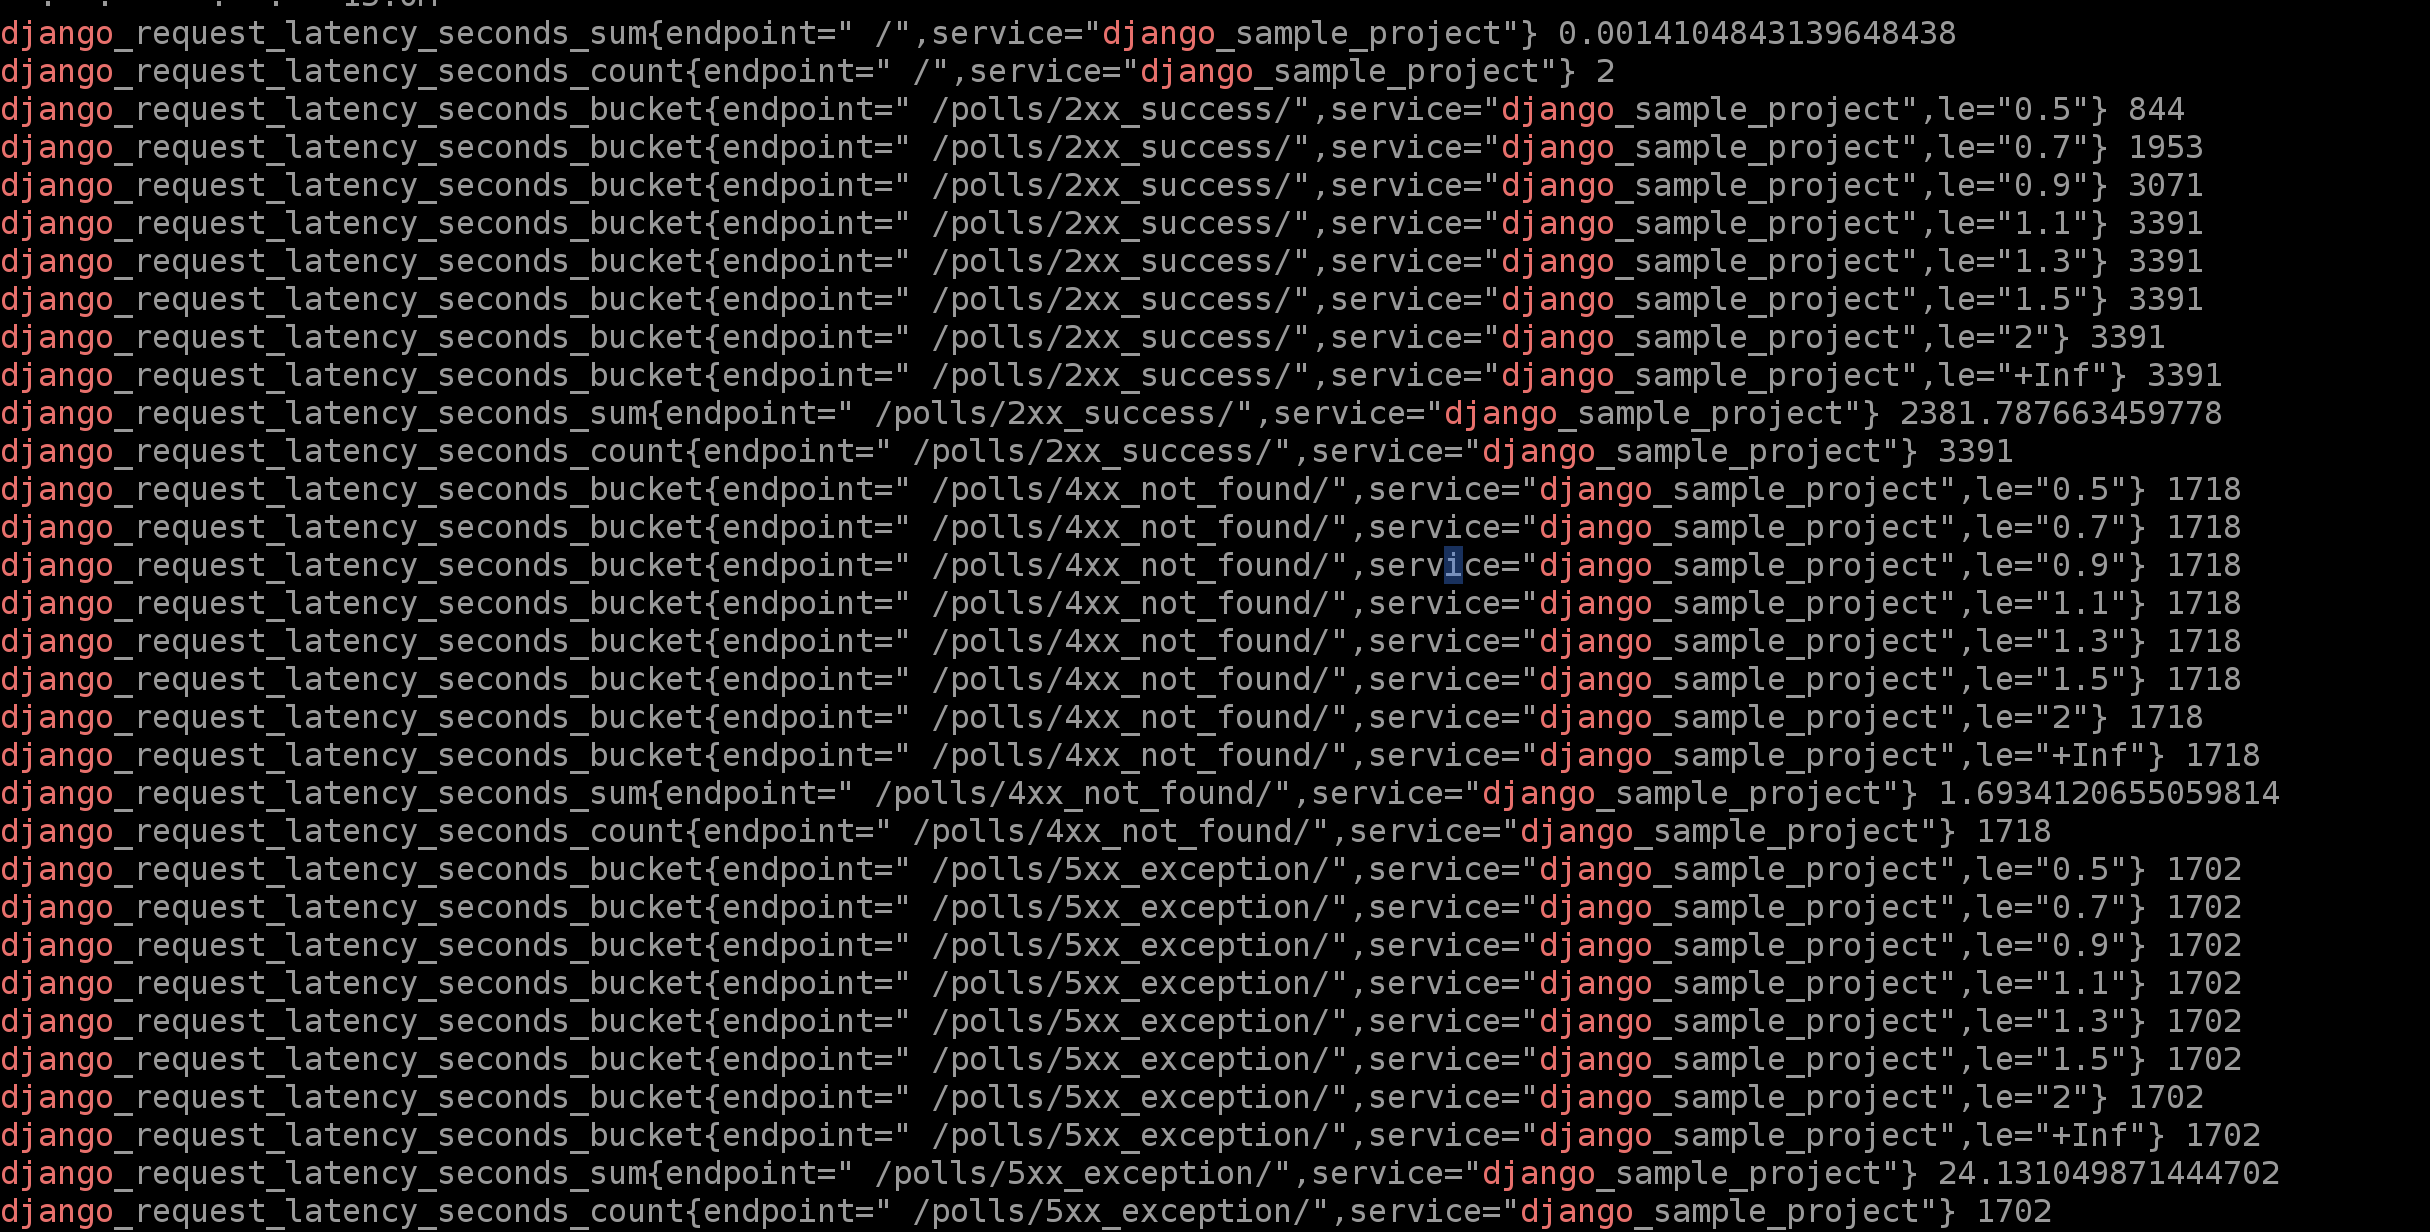 django_request_latency_seconds_sum{endpoint=" /",service="django_sample_project"} 0.0014104843139648438
django_request_latency_seconds_count{endpoint=" /",service="django_sample_project"} 2
django_request_latency_seconds_bucket{endpoint=" /polls/2xx_success/",service="django_sample_project",le="0.5"} 844
django_request_latency_seconds_bucket{endpoint=" /polls/2xx_success/",service="django_sample_project",le="0.7"} 1953
django_request_latency_seconds_bucket{endpoint=" /polls/2xx_success/",service="django_sample_project",le="0.9"} 3071
django_request_latency_seconds_bucket{endpoint=" /polls/2xx_success/",service="django_sample_project",le="1.1"} 3391
django_request_latency_seconds_bucket{endpoint=" /polls/2xx_success/",service="django_sample_project",le="1.3"} 3391
django_request_latency_seconds_bucket{endpoint=" /polls/2xx_success/",service="django_sample_project",le="1.5"} 3391
django_request_latency_seconds_bucket{endpoint=" /polls/2xx_success/",service="django_sample_project",le="2"} 3391
django_request_latency_seconds_bucket{endpoint=" /polls/2xx_success/",service="django_sample_project",le="+Inf"} 3391
django_request_latency_seconds_sum{endpoint=" /polls/2xx_success/",service="django_sample_project"} 2381.787663459778
django_request_latency_seconds_count{endpoint=" /polls/2xx_success/",service="django_sample_project"} 3391
django_request_latency_seconds_bucket{endpoint=" /polls/4xx_not_found/",service="django_sample_project",le="0.5"} 1718
django_request_latency_seconds_bucket{endpoint=" /polls/4xx_not_found/",service="django_sample_project",le="0.7"} 1718
django_request_latency_seconds_bucket{endpoint=" /polls/4xx_not_found/",service="django_sample_project",le="0.9"} 1718
django_request_latency_seconds_bucket{endpoint=" /polls/4xx_not_found/",service="django_sample_project",le="1.1"} 1718
django_request_latency_seconds_bucket{endpoint=" /polls/4xx_not_found/",service="django_sample_project",le="1.3"} 1718
django_request_latency_seconds_bucket{endpoint=" /polls/4xx_not_found/",service="django_sample_project",le="1.5"} 1718
django_request_latency_seconds_bucket{endpoint=" /polls/4xx_not_found/",service="django_sample_project",le="2"} 1718
django_request_latency_seconds_bucket{endpoint=" /polls/4xx_not_found/",service="django_sample_project",le="+Inf"} 1718
django_request_latency_seconds_sum{endpoint=" /polls/4xx_not_found/",service="django_sample_project"} 1.6934120655059814
django_request_latency_seconds_count{endpoint=" /polls/4xx_not_found/",service="django_sample_project"} 1718
django_request_latency_seconds_bucket{endpoint=" /polls/5xx_exception/",service="django_sample_project",le="0.5"} 1702
django_request_latency_seconds_bucket{endpoint=" /polls/5xx_exception/",service="django_sample_project",le="0.7"} 1702
django_request_latency_seconds_bucket{endpoint=" /polls/5xx_exception/",service="django_sample_project",le="0.9"} 1702
django_request_latency_seconds_bucket{endpoint=" /polls/5xx_exception/",service="django_sample_project",le="1.1"} 1702
django_request_latency_seconds_bucket{endpoint=" /polls/5xx_exception/",service="django_sample_project",le="1.3"} 1702
django_request_latency_seconds_bucket{endpoint=" /polls/5xx_exception/",service="django_sample_project",le="1.5"} 1702
django_request_latency_seconds_bucket{endpoint=" /polls/5xx_exception/",service="django_sample_project",le="2"} 1702
django_request_latency_seconds_bucket{endpoint=" /polls/5xx_exception/",service="django_sample_project",le="+Inf"} 1702
django_request_latency_seconds_sum{endpoint=" /polls/5xx_exception/",service="django_sample_project"} 24.131049871444702
django_request_latency_seconds_count{endpoint=" /polls/5xx_exception/",service="django_sample_project"} 1702